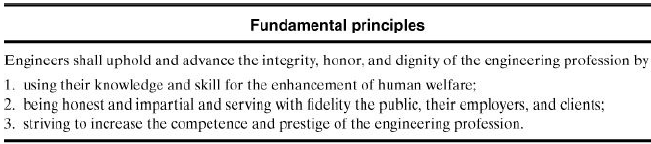 Fundamental principles
Engineers shall uphold and advance the integrity, honor, and dignity of the engineering profession by
1. using their knowledge and skill for the enhancement of human welfare;
2. being honest and impartial and serving with fidelity the public, their employers, and clients;
3. striving to increase the competence and prestige of the engineering profession.